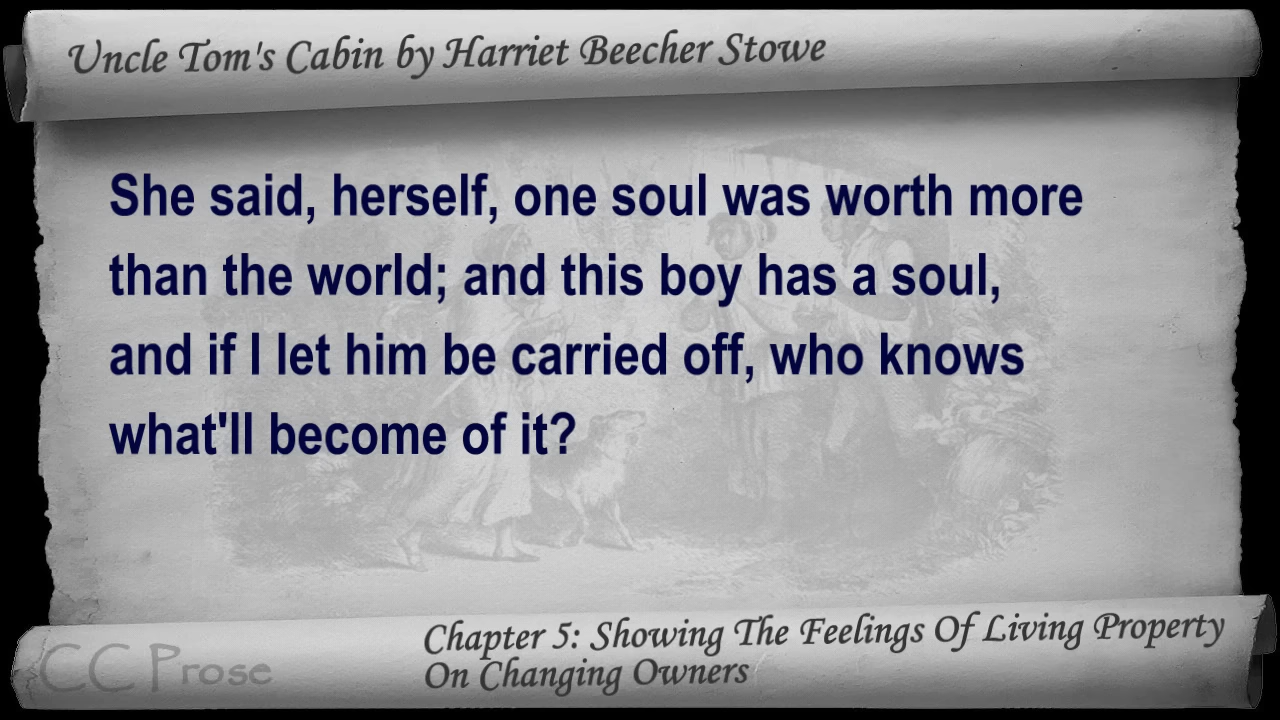 Uncle Tom's Cabin by Harriet Beecher Stowe
She said, herself, one soul was worth more
than the world; and this boy has a soul,
and if I let him be carried off, who knows
what'll become of it?
CC Prose
Chapter 5: Showing The Feelings Of Living Property
On Changing Owners